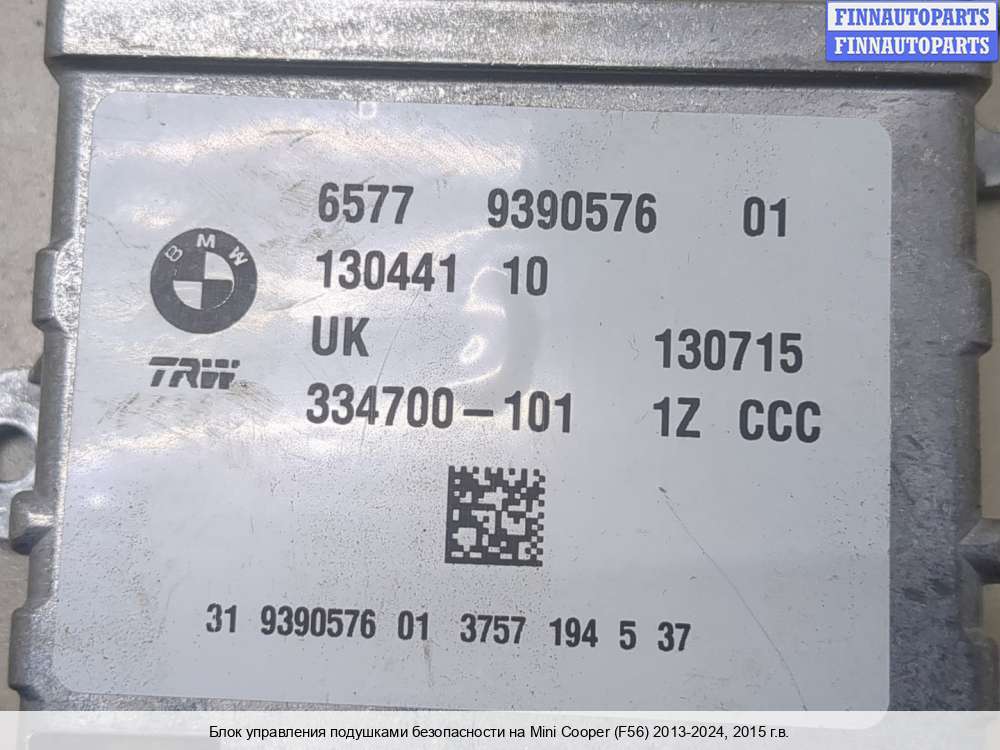 FINNAUTOPARTS
FINNAUTOPARTS
6577 9390576 01
BMW
130441 10
UK 130715
TRW
334700-101 1Z CCC
31 9390576 01 3757 194 5 37
Блок управления подушками безопасности на Mini Cooper (F56) 2013-2024, 2015 г.в.